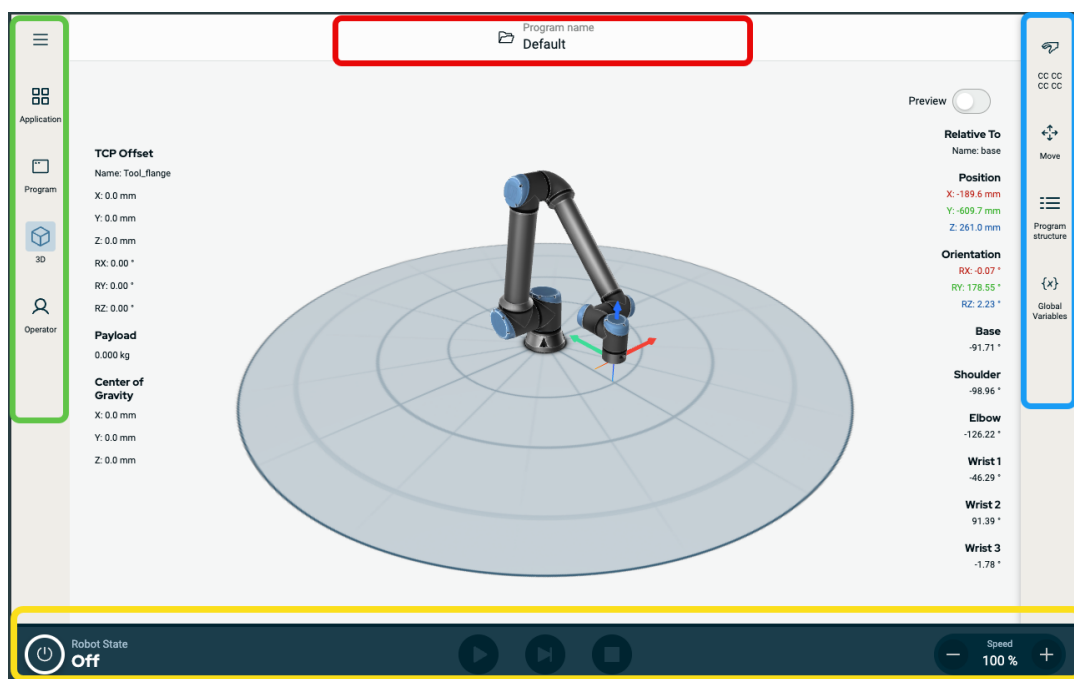 Program name
Default
Application
Program
3D
Operator
TCP Offset
Name: Tool_flange
X: 0.0 mm
Y: 0.0 mm
Z: 0.0 mm
RX: 0.00 °
RY: 0.00 °
RZ: 0.00 °
Payload
0.000 kg
Center of
Gravity
X: 0.0 mm
Y: 0.0 mm
Z: 0.0 mm
Preview
Relative To
Name: base
Position
X: -189.6 mm
Y: -609.7 mm
Z: 261.0 mm
Orientation
RX: -0.07 °
RY: 178.55 °
RZ: 2.23 °
Base
-91.71 °
Shoulder
-98.96 °
Elbow
-126.22 °
Wrist 1
-46.29 °
Wrist 2
91.39 °
Wrist 3
-1.78 °
CC CC
CC CC
Move
Program
structure
{x}
Global
Variables
Robot State
Off
Speed
100 %